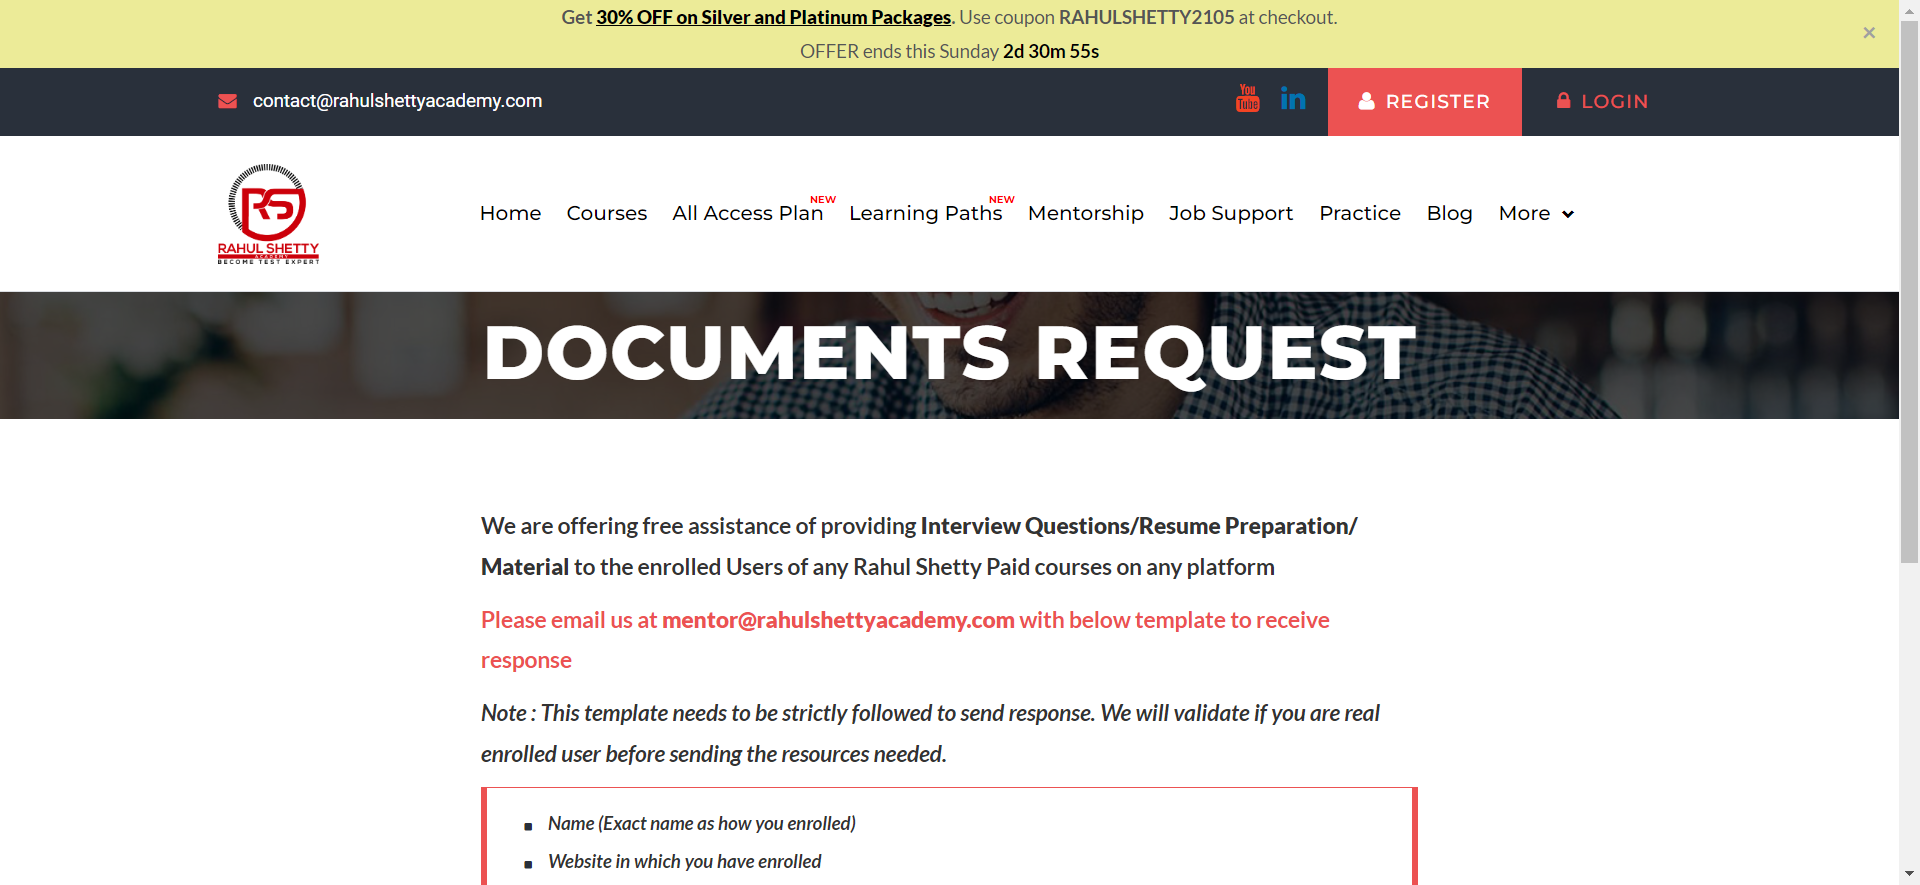 Get 30% OFF on Silver and Platinum Packages. Use coupon RAHULSHETTY2105 at checkout.
OFFER ends this Sunday 2d 30m 55s
×
contact@rahulshettyacademy.com
You
Tube
in
REGISTER
LOGIN
RS
RAHUL SHETTY
ACADEMY
BECOME TEST EXPERT
Home Courses All Access Plan NEW Learning Paths NEW Mentorship Job Support Practice Blog More
DOCUMENTS REQUEST
We are offering free assistance of providing Interview Questions/Resume Preparation/
Material to the enrolled Users of any Rahul Shetty Paid courses on any platform
Please email us at mentor@rahulshettyacademy.com with below template to receive
response
Note : This template needs to be strictly followed to send response. We will validate if you are real
enrolled user before sending the resources needed.
Name (Exact name as how you enrolled)
Website in which you have enrolled